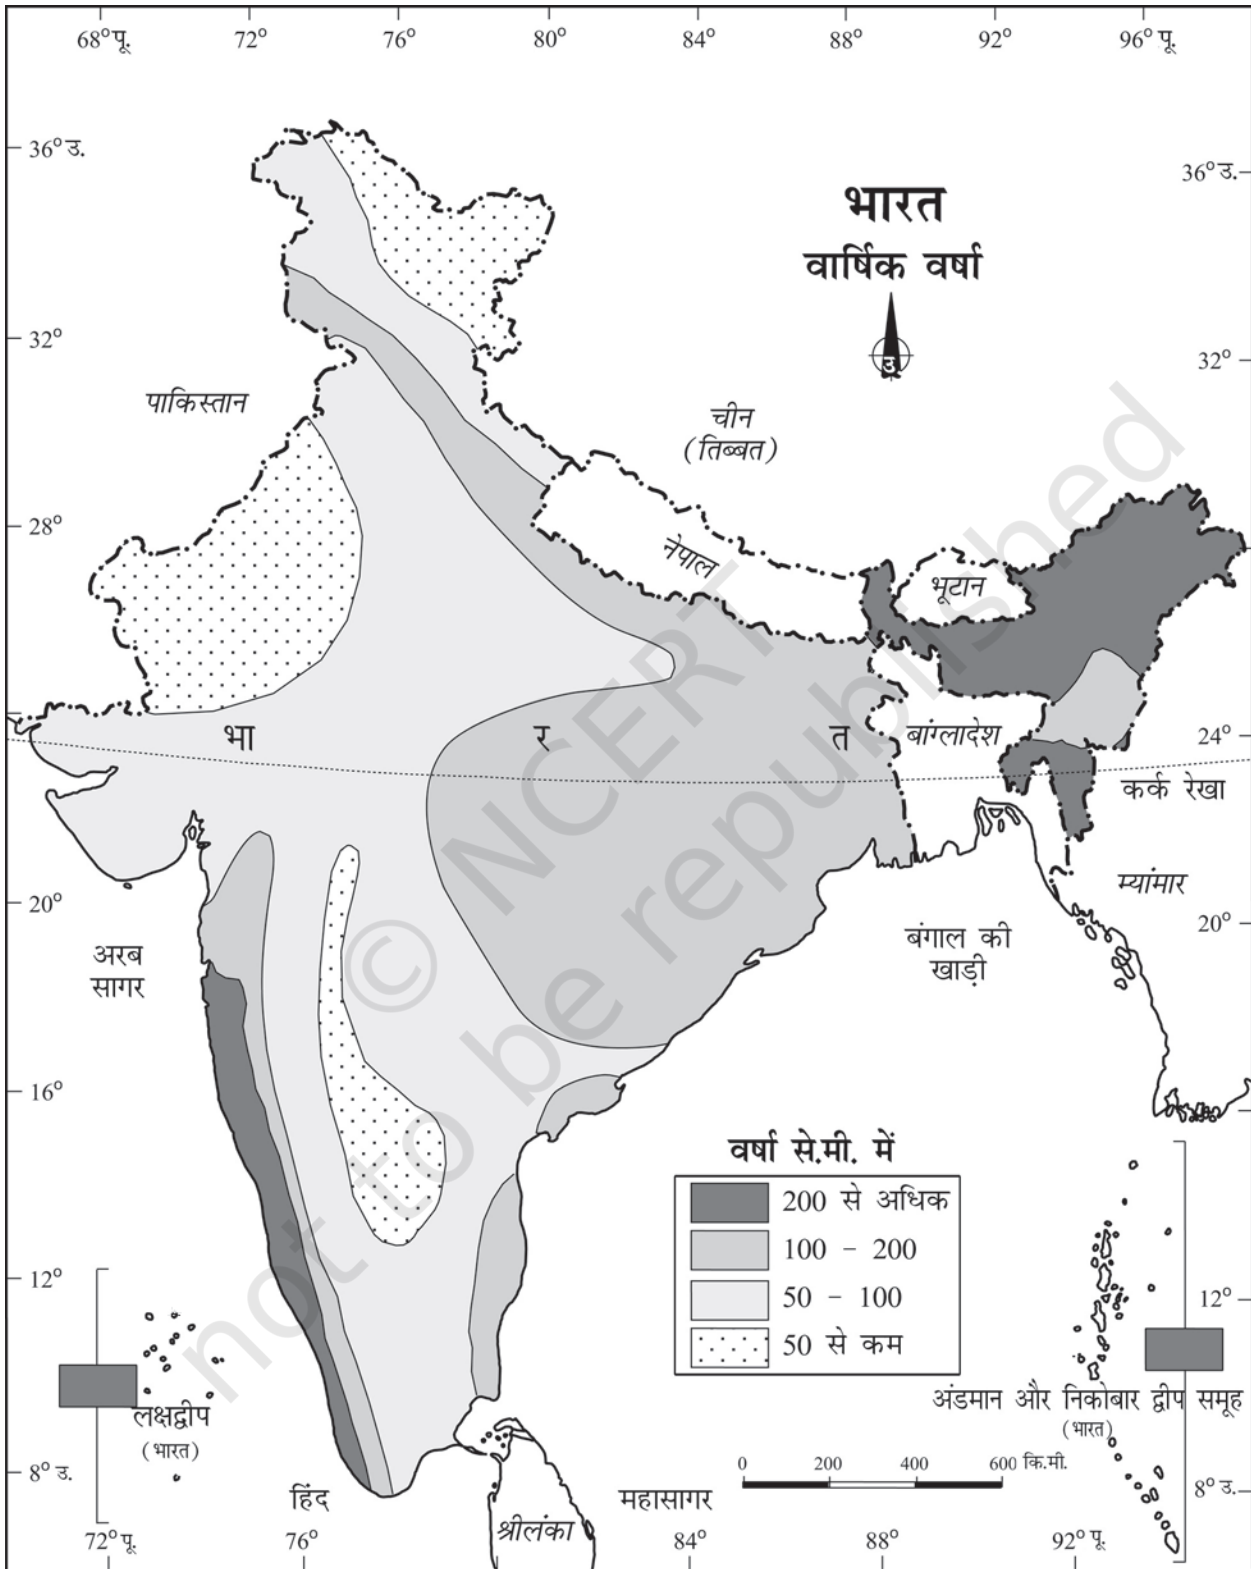 68° पू.
72°
76°
80°
84°
88°
92°
96° पू.
36° उ.
36° उ.
भारत
वार्षिक वर्षा
उ
32°
32°
पाकिस्तान
चीन
(तिब्बत)
28°
नेपाल
भूटान
भा र त
बांग्लादेश
24°
कर्क रेखा
म्यांमार
20°
20°
अरब
सागर
बंगाल की
खाड़ी
© NCERT
not to be republished
16°
वर्षा से.मी. में
200 से अधिक
100 - 200
50 - 100
50 से कम
12°
12°
लक्षद्वीप
(भारत)
अंडमान और निकोबार द्वीप समूह
(भारत)
0 200 400 600 कि.मी.
8° उ.
8° उ.
हिंद
महासागर
श्रीलंका
72° पू.
76°
84°
88°
92° पू.